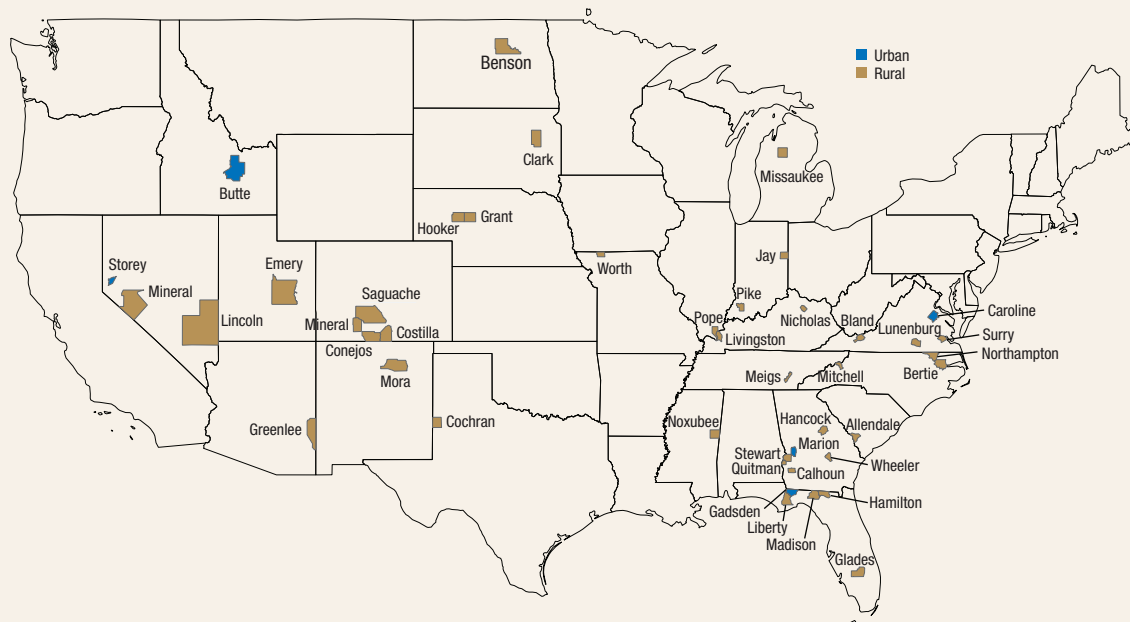 Urban
Rural
Benson
Clark
Missaukee
Butte
Hooker
Grant
Storey
Emery
Worth
Jay
Mineral
Saguache
Pike
Lincoln
Mineral
Costilla
Pope
Nicholas
Bland
Lunenburg
Caroline
Conejos
Livingston
Surry
Northampton
Mora
Meigs
Mitchell
Bertie
Greenlee
Cochran
Noxubee
Hancock
Allendale
Marion
Stewart
Quitman
Calhoun
Wheeler
Gadsden
Hamilton
Liberty
Madison
Glades